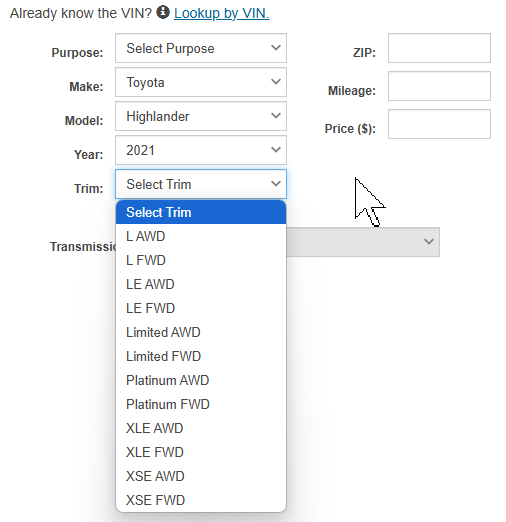 Already know the VIN? Lookup by VIN.
Purpose: Select Purpose
ZIP:
Make: Toyota
Mileage:
Model: Highlander
Price ($):
Year: 2021
Trim: Select Trim
Select Trim
L AWD
L FWD
LE AWD
LE FWD
Limited AWD
Limited FWD
Platinum AWD
Platinum FWD
XLE AWD
XLE FWD
XSE AWD
XSE FWD